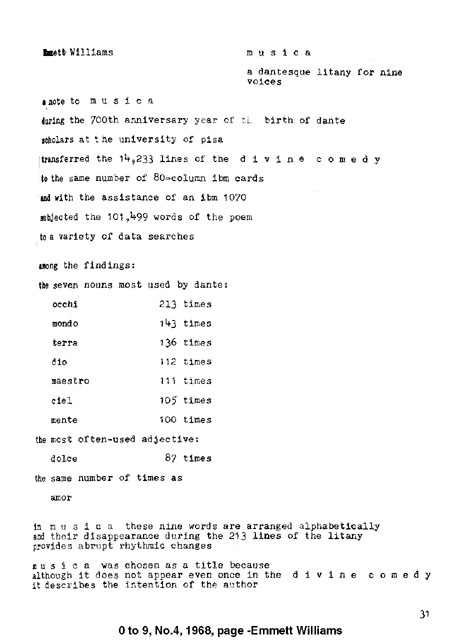 Emmett Williams
m u s i c a
a dantesque litany for nine
voices
a note to m u s i c a
during the 700th anniversary year of the birth of dante
scholars at the university of pisa
transferred the 14,233 lines of the d i v i n e c o m e d y
to the same number of 80=column ibm cards
and with the assistance of an ibm 1070
subjected the 101,499 words of the poem
to a variety of data searches
among the findings:
the seven nouns most used by dante:
occhi 213 times
mondo 143 times
terra 136 times
dio 112 times
maestro 111 times
ciel 105 times
mente 100 times
the most often-used adjective:
dolce 87 times
the same number of times as
amor
in m u s i c a these nine words are arranged alphabetically
and their disappearance during the 213 lines of the litany
provides abrupt rhythmic changes
m u s i c a was chosen as a title because
although it does not appear even once in the d i v i n e c o m e d y
it describes the intention of the author
31
0 to 9, No.4, 1968, page -Emmett Williams